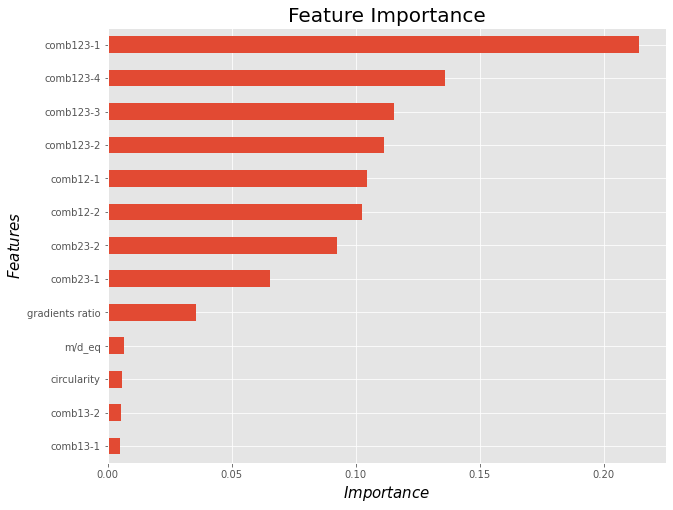 Feature Importance
comb123-1
comb123-4
comb123-3
comb123-2
comb12-1
comb12-2
comb23-2
comb23-1
gradients ratio
m/d_eq
circularity
comb13-2
comb13-1
Features
0.00 0.05 0.10 0.15 0.20
Importance